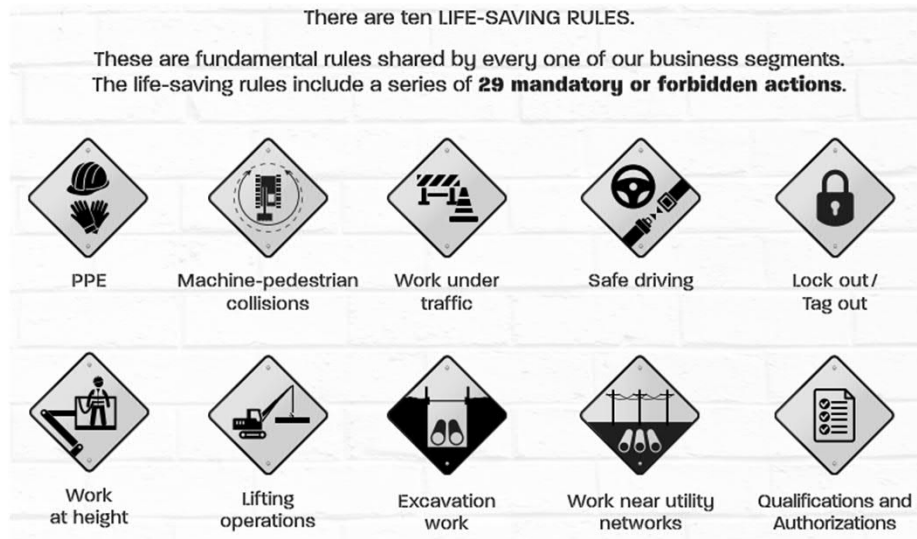 There are ten LIFE-SAVING RULES.
These are fundamental rules shared by every one of our business segments.
The life-saving rules include a series of 29 mandatory or forbidden actions.
PPE
Machine-pedestrian
collisions
Work under
traffic
Safe driving
Lock out/
Tag out
Work
at height
Lifting
operations
Excavation
work
Work near utility
networks
Qualifications and
Authorizations